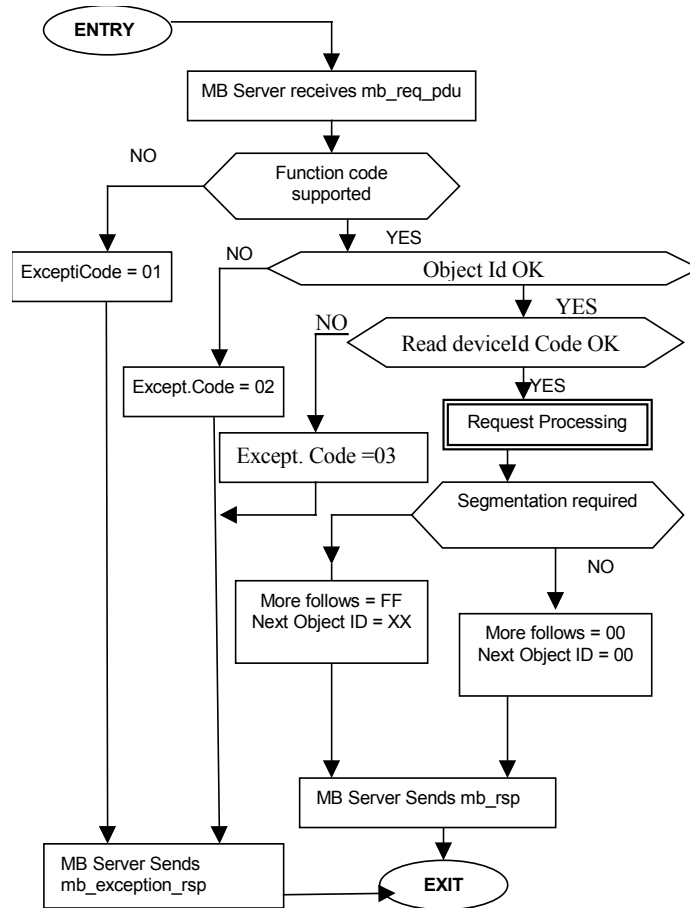 ENTRY
MB Server receives mb_req_pdu
NO
Function code
supported
YES
ExceptiCode = 01
NO
Object Id OK
YES
NO
Read deviceId Code OK
Except.Code = 02
YES
Request Processing
Except. Code =03
Segmentation required
NO
More follows = FF
Next Object ID = XX
More follows = 00
Next Object ID = 00
MB Server Sends mb_rsp
MB Server Sends
mb_exception_rsp
EXIT